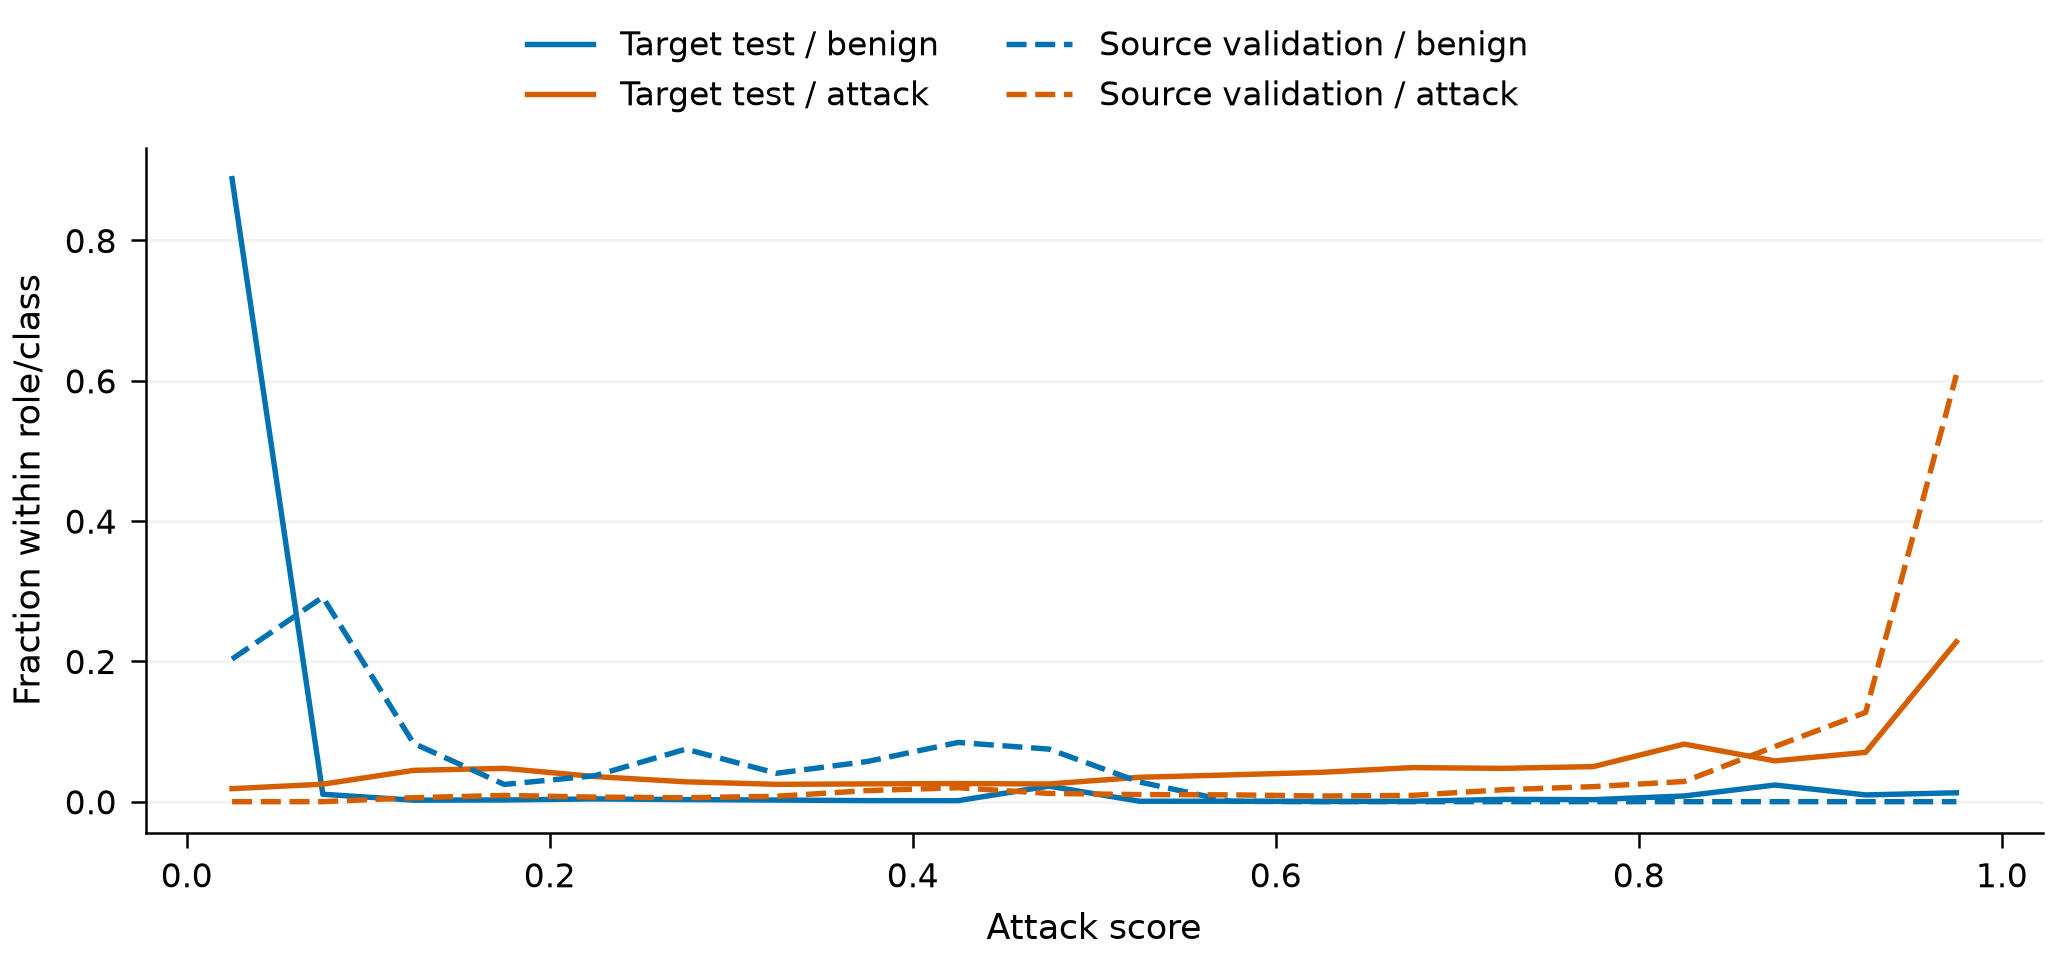 Target test / benign
Target test / attack
Source validation / benign
Source validation / attack
Fraction within role/class
0.8
0.6
0.4
0.2
0.0
0.0 0.2 0.4 0.6 0.8 1.0
Attack score